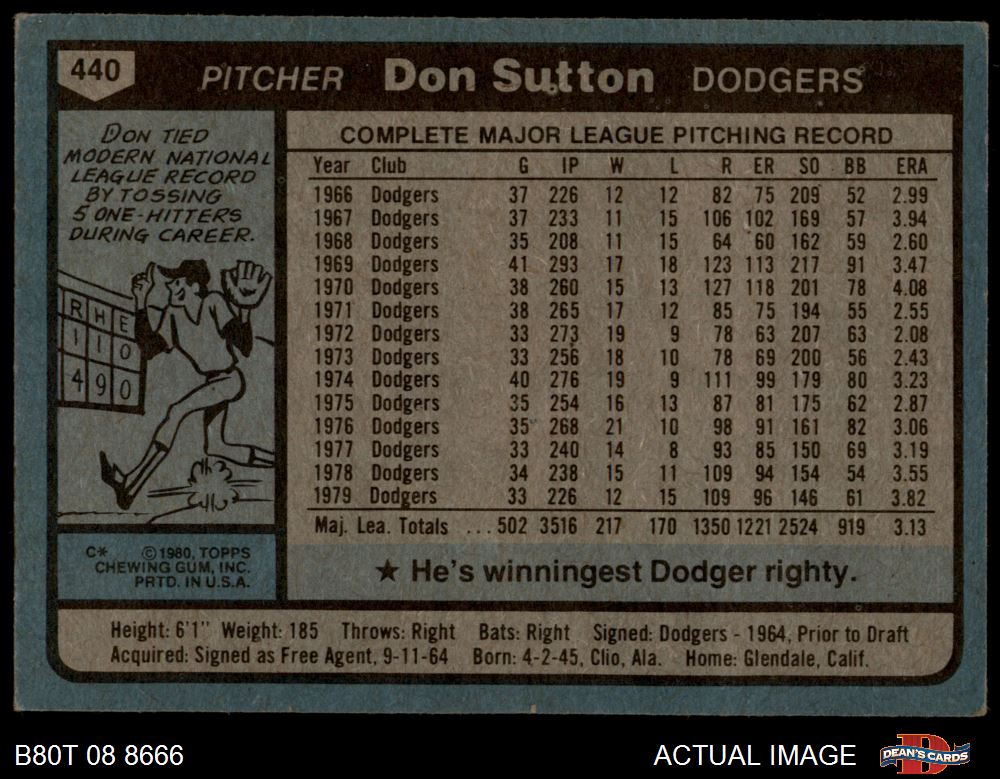 440 PITCHER Don Sutton DODGERS
DON TIED
MODERN NATIONAL
LEAGUE RECORD
BY TOSSING
5 ONE-HITTERS
DURING CAREER.
R H E
1 1 0
4 9 0
COMPLETE MAJOR LEAGUE PITCHING RECORD
Year Club G IP W L R ER SO BB ERA
1966 Dodgers 37 226 12 12 82 75 209 52 2.99
1967 Dodgers 37 233 11 15 106 102 169 57 3.94
1968 Dodgers 35 208 11 15 64 60 162 59 2.60
1969 Dodgers 41 293 17 18 123 113 217 91 3.47
1970 Dodgers 38 260 15 13 127 118 201 78 4.08
1971 Dodgers 38 265 17 12 85 75 194 55 2.55
1972 Dodgers 33 273 19 9 78 63 207 63 2.08
1973 Dodgers 33 256 18 10 78 69 200 56 2.43
1974 Dodgers 40 276 19 9 111 99 179 80 3.23
1975 Dodgers 35 254 16 13 87 81 175 62 2.87
1976 Dodgers 35 268 21 10 98 91 161 82 3.06
1977 Dodgers 33 240 14 8 93 85 150 69 3.19
1978 Dodgers 34 238 15 11 109 94 154 54 3.55
1979 Dodgers 33 226 12 15 109 96 146 61 3.82
Maj. Lea. Totals ... 502 3516 217 170 1350 1221 2524 919 3.13
C* © 1980, TOPPS
CHEWING GUM, INC.
PRTD. IN U.S.A.
★ He's winningest Dodger righty.
Height: 6'1" Weight: 185 Throws: Right Bats: Right Signed: Dodgers - 1964, Prior to Draft
Acquired: Signed as Free Agent, 9-11-64 Born: 4-2-45, Clio, Ala. Home: Glendale, Calif.
B80T 08 8666 ACTUAL IMAGE DEAN'S CARDS